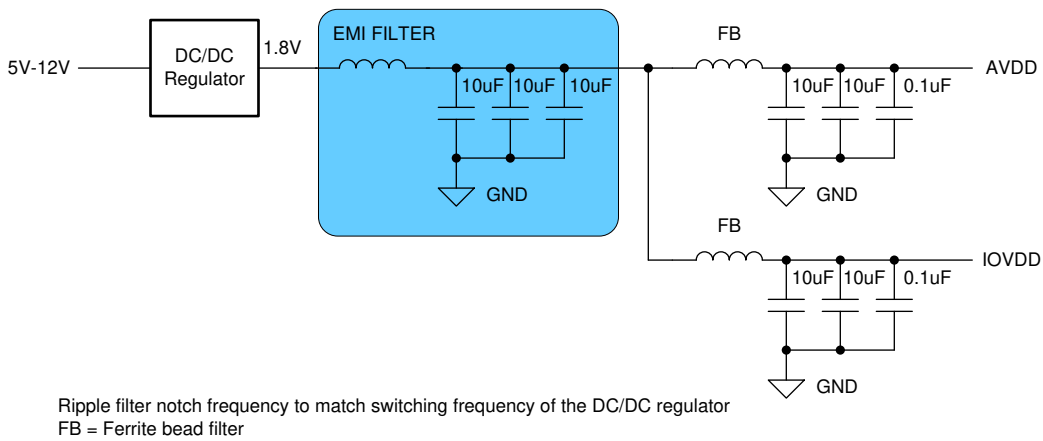 5V-12V
DC/DC
Regulator
1.8V
EMI FILTER
10uF
10uF
10uF
GND
FB
10uF
10uF
0.1uF
AVDD
GND
FB
10uF
10uF
0.1uF
IOVDD
GND
Ripple filter notch frequency to match switching frequency of the DC/DC regulator
FB = Ferrite bead filter